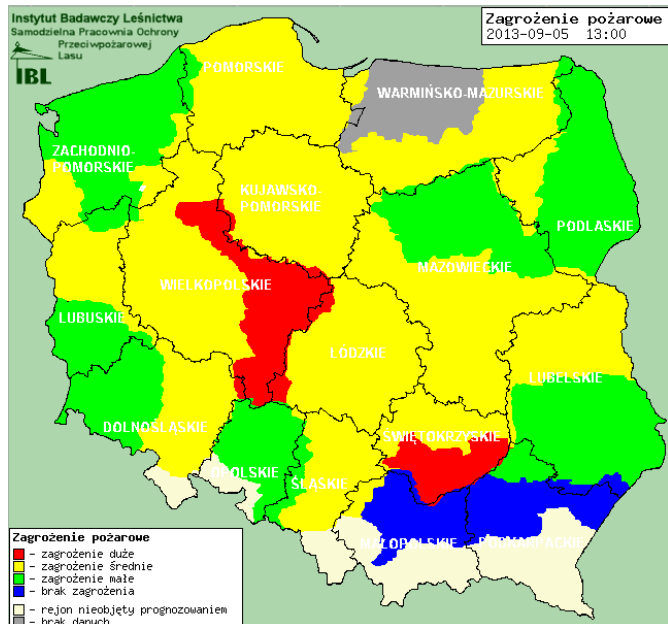 Instytut Badawczy Leśnictwa
Samodzielna Pracownia Ochrony
Przeciwpożarowej
Lasu
IBL
Zagrożenie pożarowe
2013-09-05 13:00
POMORSKIE
WARMIŃSKO-MAZURSKIE
ZACHODNIO-
POMORSKIE
KUJAWSKO-
POMORSKIE
PODLASKIE
MAZOWIECKIE
WIELKOPOLSKIE
LUBUSKIE
ŁÓDZKIE
LUBELSKIE
DOLNOŚLĄSKIE
ŚWIĘTOKRZYSKIE
OPOLSKIE
ŚLĄSKIE
MAŁOPOLSKIE
PODKARPACKIE
Zagrożenie pożarowe
- zagrożenie duże
- zagrożenie średnie
- zagrożenie małe
- brak zagrożenia
- rejon nieobjęty prognozowaniem
- brak danych